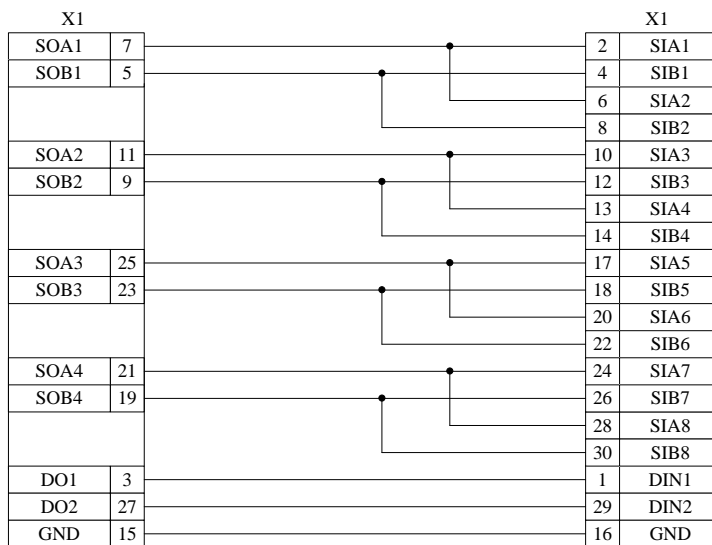 X1 X1
SOA1 7 2 SIA1
SOB1 5 4 SIB1
6 SIA2
8 SIB2
SOA2 11 10 SIA3
SOB2 9 12 SIB3
13 SIA4
14 SIB4
SOA3 25 17 SIA5
SOB3 23 18 SIB5
20 SIA6
22 SIB6
SOA4 21 24 SIA7
SOB4 19 26 SIB7
28 SIA8
30 SIB8
DO1 3 1 DIN1
DO2 27 29 DIN2
GND 15 16 GND